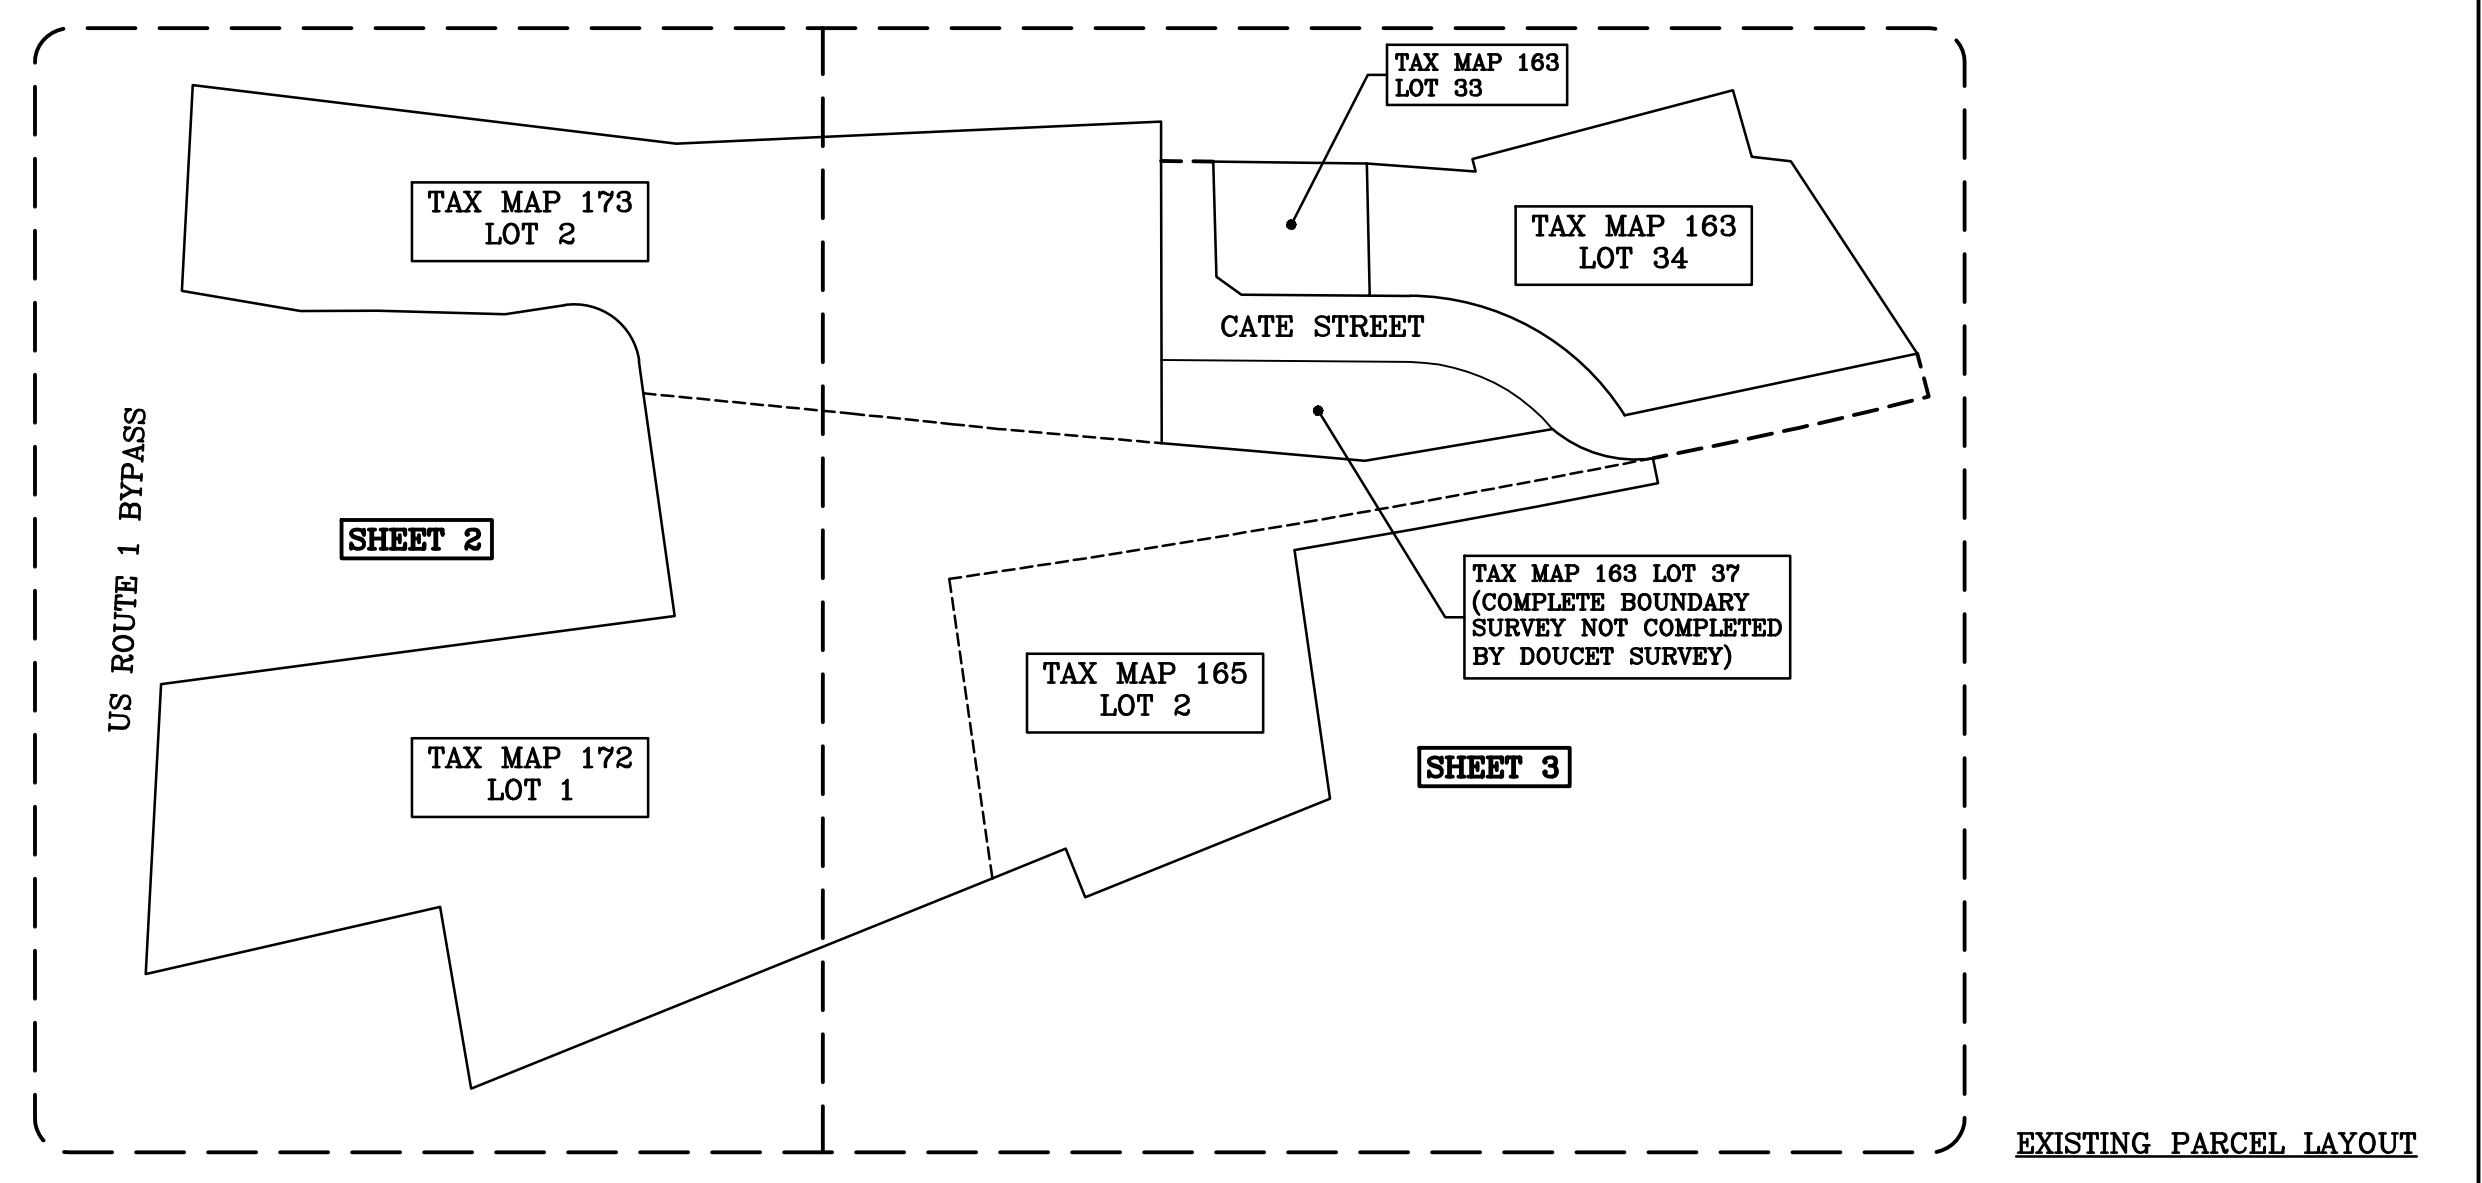 TAX MAP 163
LOT 33
TAX MAP 173
LOT 2
TAX MAP 163
LOT 34
CATE STREET
US ROUTE 1 BYPASS
SHEET 2
TAX MAP 163 LOT 37
(COMPLETE BOUNDARY
SURVEY NOT COMPLETED
BY DOUCET SURVEY)
TAX MAP 165
LOT 2
TAX MAP 172
LOT 1
SHEET 3
EXISTING PARCEL LAYOUT